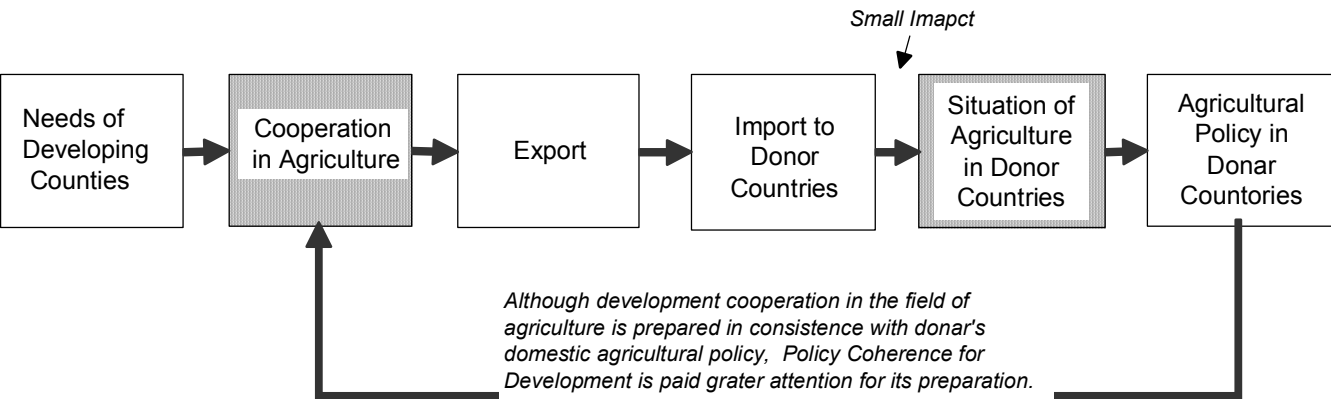 Small Imapct
Needs of
Developing
Counties
Cooperation
in Agriculture
Export
Import to
Donor
Countries
Situation of
Agriculture
in Donor
Countries
Agricultural
Policy in
Donar
Countories
Although development cooperation in the field of
agriculture is prepared in consistence with donar's
domestic agricultural policy, Policy Coherence for
Development is paid grater attention for its preparation.